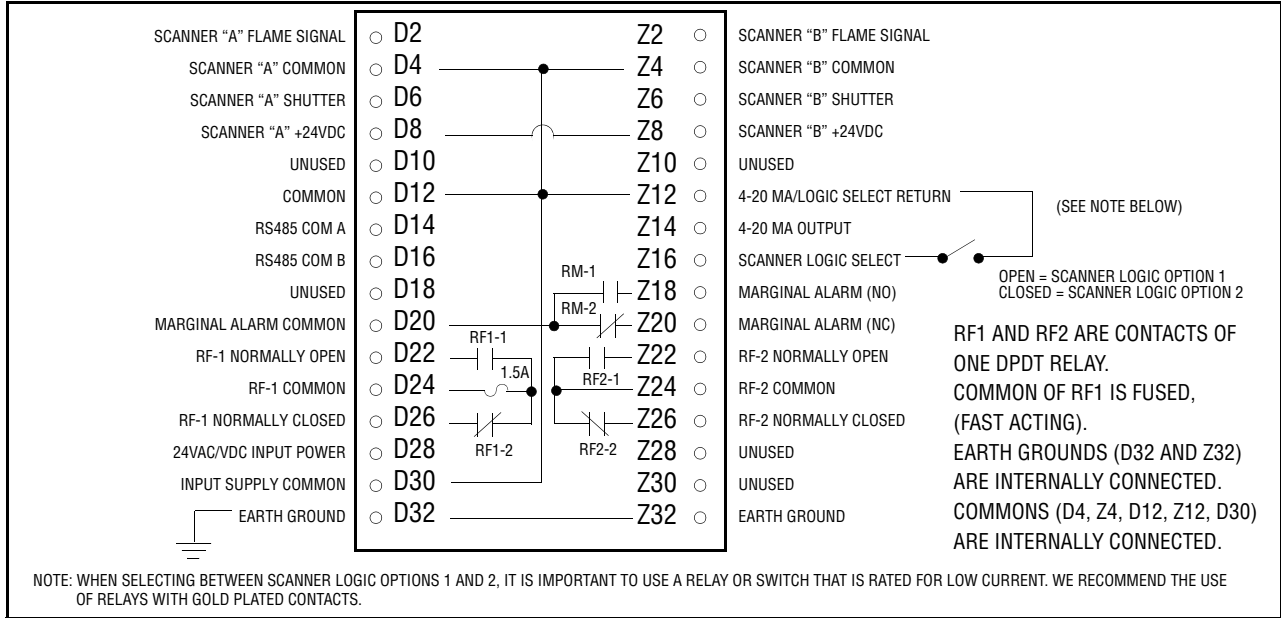 SCANNER “A” FLAME SIGNAL D2 Z2 SCANNER “B” FLAME SIGNAL
SCANNER “A” COMMON D4 Z4 SCANNER “B” COMMON
SCANNER “A” SHUTTER D6 Z6 SCANNER “B” SHUTTER
SCANNER “A” +24VDC D8 Z8 SCANNER “B” +24VDC
UNUSED D10 Z10 UNUSED
COMMON D12 Z12 4-20 MA/LOGIC SELECT RETURN
(SEE NOTE BELOW)
RS485 COM A D14 Z14 4-20 MA OUTPUT
RS485 COM B D16 Z16 SCANNER LOGIC SELECT
OPEN = SCANNER LOGIC OPTION 1
CLOSED = SCANNER LOGIC OPTION 2
RM-1
UNUSED D18 Z18 MARGINAL ALARM (NO)
RM-2
MARGINAL ALARM COMMON D20 Z20 MARGINAL ALARM (NC)
RF1-1
RF-1 NORMALLY OPEN D22 Z22 RF-2 NORMALLY OPEN
1.5A RF2-1
RF-1 COMMON D24 Z24 RF-2 COMMON
RF-1 NORMALLY CLOSED D26 Z26 RF-2 NORMALLY CLOSED
RF1-2 RF2-2
24VAC/VDC INPUT POWER D28 Z28 UNUSED
INPUT SUPPLY COMMON D30 Z30 UNUSED
EARTH GROUND D32 Z32 EARTH GROUND
RF1 AND RF2 ARE CONTACTS OF
ONE DPDT RELAY.
COMMON OF RF1 IS FUSED,
(FAST ACTING).
EARTH GROUNDS (D32 AND Z32)
ARE INTERNALLY CONNECTED.
COMMONS (D4, Z4, D12, Z12, D30)
ARE INTERNALLY CONNECTED.
NOTE: WHEN SELECTING BETWEEN SCANNER LOGIC OPTIONS 1 AND 2, IT IS IMPORTANT TO USE A RELAY OR SWITCH THAT IS RATED FOR LOW CURRENT. WE RECOMMEND THE USE
OF RELAYS WITH GOLD PLATED CONTACTS.